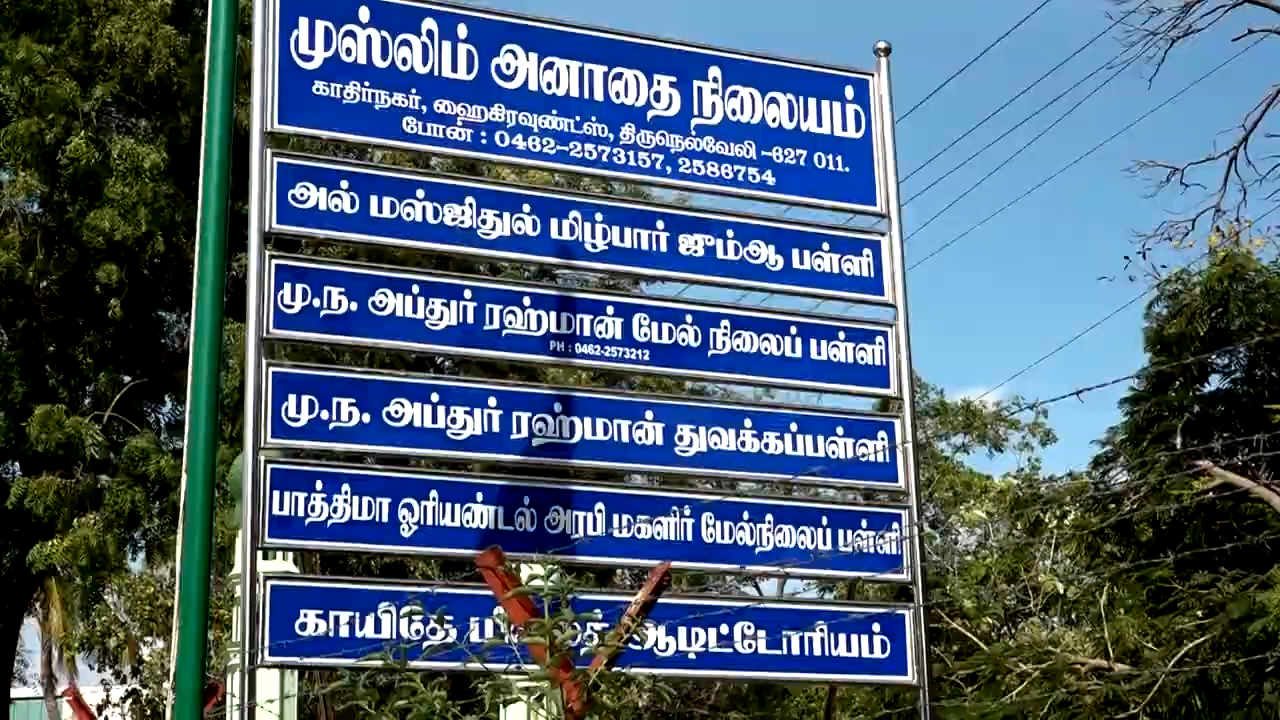 முஸ்லிம் அனாதை நிலையம்
காதிர்நகர், ஹைகிரவுண்ட்ஸ், திருநெல்வேலி -627 011.
போன் : 0462-2573157, 2586754
அல் மஸ்ஜிதுல் மிழ்பார் ஜும்ஆ பள்ளி
மு.ந. அப்துர் ரஹ்மான் மேல் நிலைப் பள்ளி
PH : 0462-2573212
மு.ந. அப்துர் ரஹ்மான் துவக்கப்பள்ளி
பாத்திமா ஓரியண்டல் அரபி மகளிர் மேல்நிலைப் பள்ளி
காயிதே ஆடிட்டோரியம்